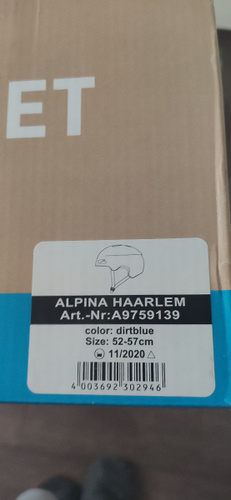 ET
ALPINA HAARLEM
Art.-Nr:A9759139
color: dirtblue
Size: 52-57cm
11/2020
4 003692 302946